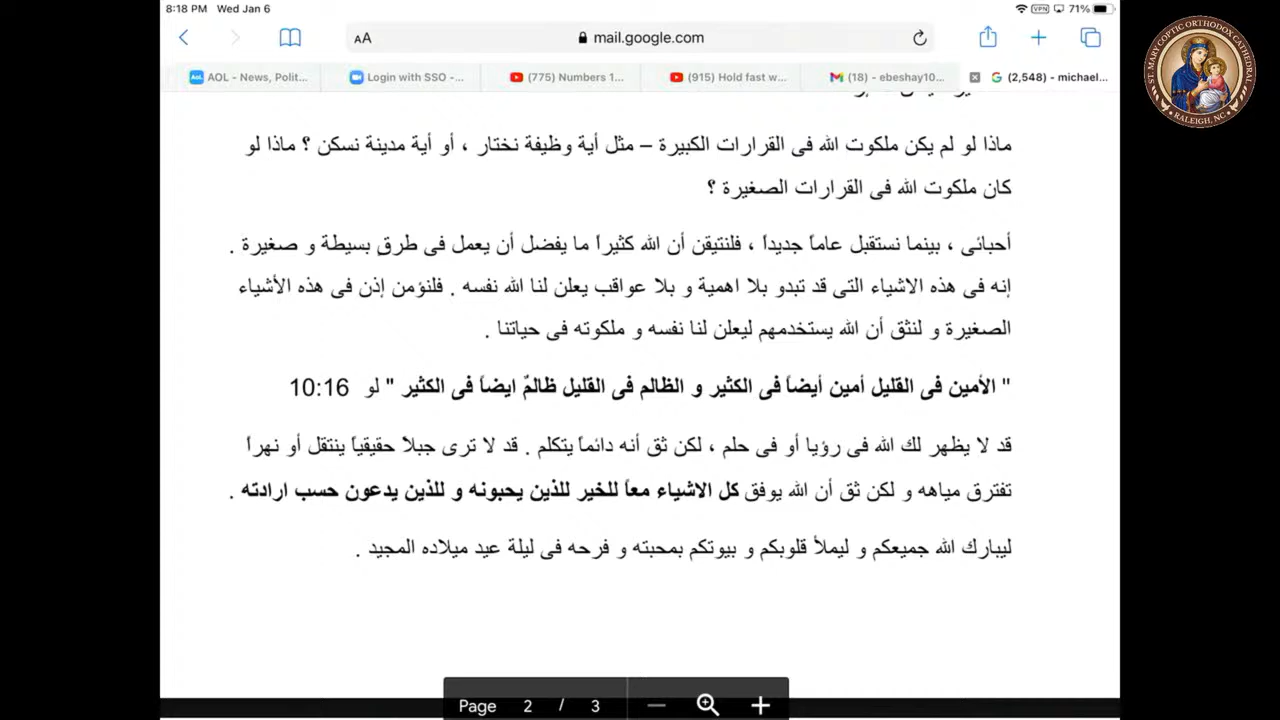 8:18 PM Wed Jan 6
VPN 71%
AA mail.google.com
AOL - News, Polit... Login with SSO -... (775) Numbers 1... (915) Hold fast w... (18) - ebeshay10... (2,548) - michael...
ST. MARY COPTIC ORTHODOX CATHEDRAL
RALEIGH, NC
ماذا لو لم يكن ملكوت الله فى القرارات الكبيرة – مثل أية وظيفة نختار ، أو أية مدينة نسكن ؟ ماذا لو
كان ملكوت الله فى القرارات الصغيرة ؟
أحبائى ، بينما نستقبل عاماً جديداً ، فلنتيقن أن الله كثيراً ما يفضل أن يعمل فى طرقٍ بسيطة و صغيرة .
إنه فى هذه الاشياء التى قد تبدو بلا اهمية و بلا عواقب يعلن لنا الله نفسه . فلنؤمن إذن فى هذه الأشياء
الصغيرة و لنثق أن الله يستخدمهم ليعلن لنا نفسه و ملكوته فى حياتنا .
" الأمين فى القليل أمين أيضاً فى الكثير و الظالم فى القليل ظالمٌ ايضاً فى الكثير " لو 10:16
قد لا يظهر لك الله فى رؤيا أو فى حلم ، لكن ثق أنه دائماً يتكلم . قد لا ترى جبلاً حقيقياً ينتقل أو نهراً
تفترق مياهه و لكن ثق أن الله يوفق كل الاشياء معاً للخير للذين يحبونه و للذين يدعون حسب ارادته .
ليبارك الله جميعكم و ليملأ قلوبكم و بيوتكم بمحبته و فرحه فى ليلة عيد ميلاده المجيد .
Page 2 / 3